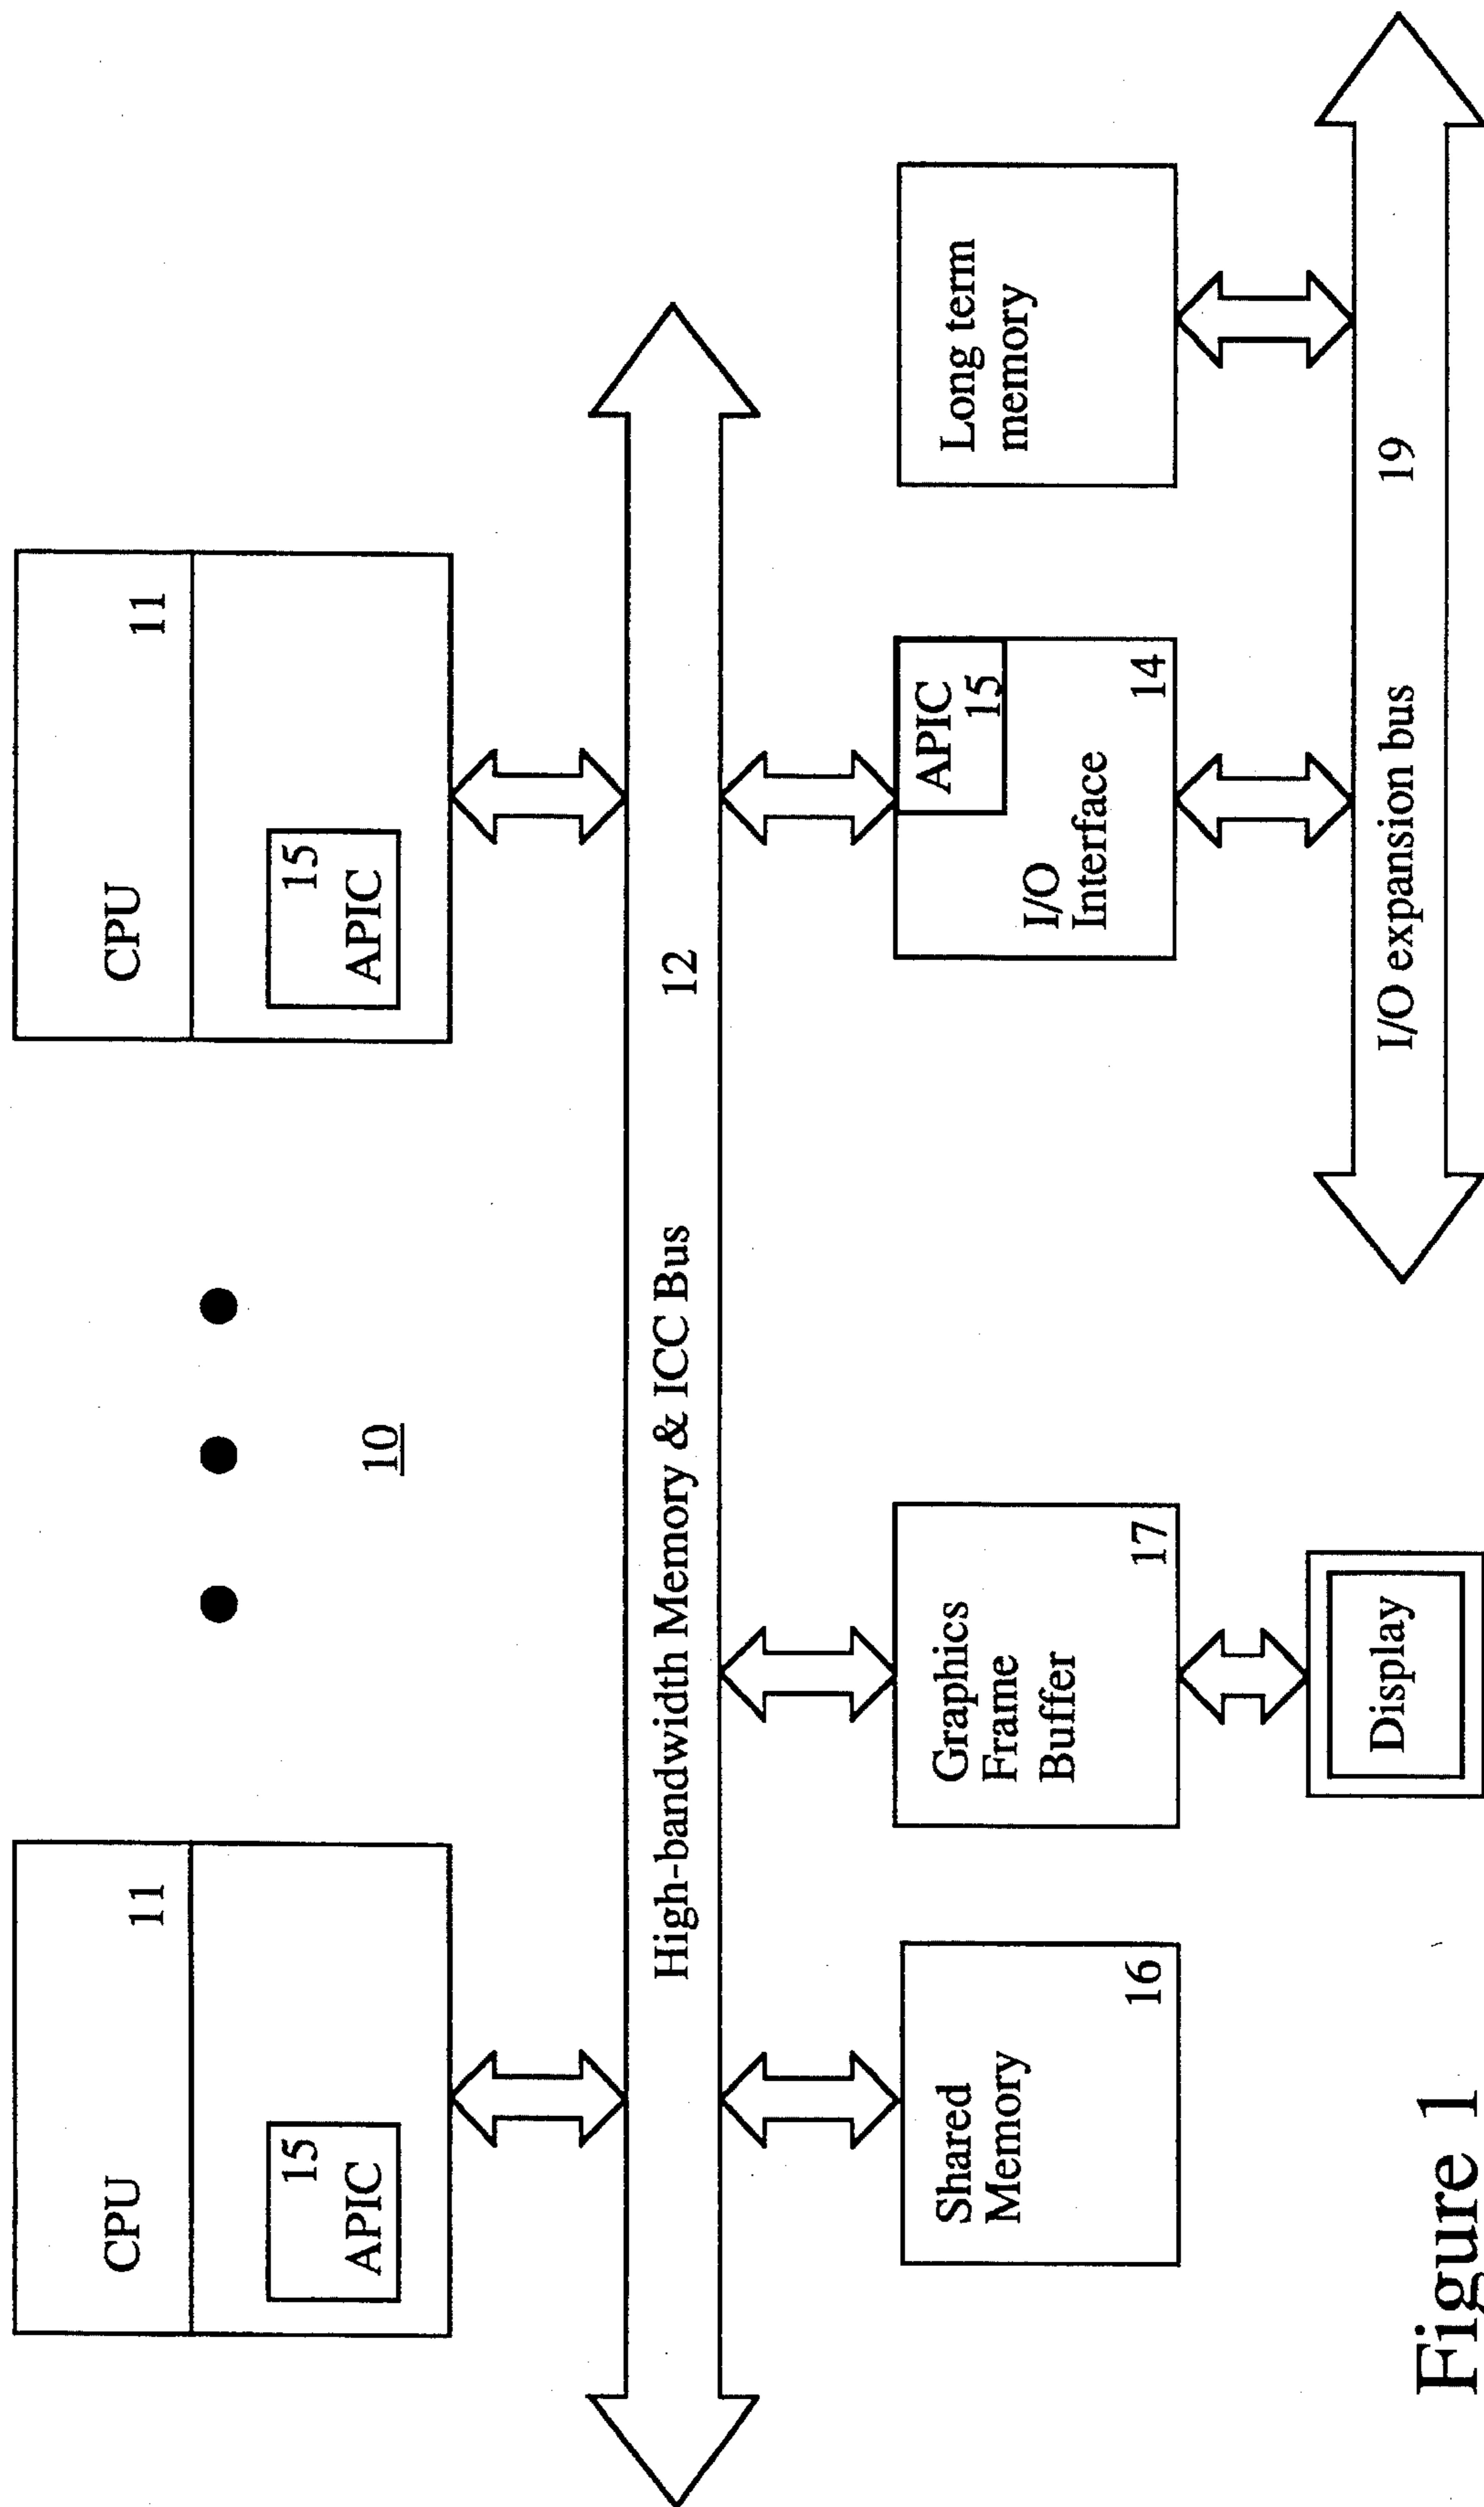 CPU
11
15
APIC
10
CPU
11
15
APIC
High-bandwidth Memory & ICC Bus 12
Shared
Memory
16
Graphics
Frame
Buffer
17
APIC
15
I/O
Interface
14
Long term
memory
Display
I/O expansion bus 19
Figure 1